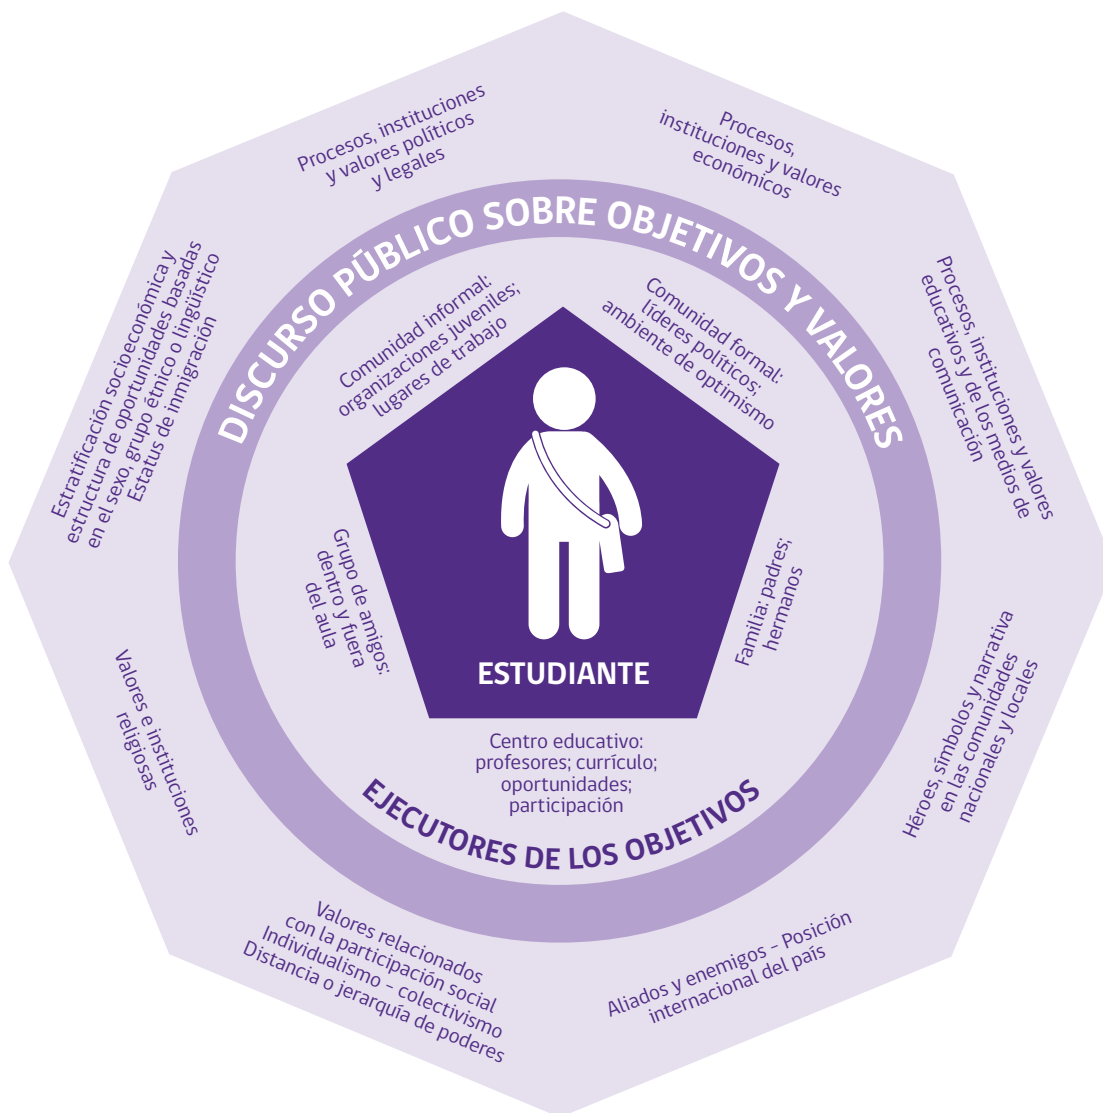 Procesos, instituciones
y valores políticos
y legales
Procesos,
instituciones y valores
económicos
Procesos, instituciones y valores
educativos y de los medios de
comunicación
Héroes, símbolos y narrativa
en las comunidades
nacionales y locales
Aliados y enemigos – Posición
internacional del país
Valores relacionados
con la participación social
Individualismo – colectivismo
Distancia o jerarquía de poderes
Valores e instituciones
religiosas
Estratificación socioeconómica y
estructura de oportunidades basadas
en el sexo, grupo étnico o lingüístico
Estatus de inmigración
DISCURSO PÚBLICO SOBRE OBJETIVOS Y VALORES
Comunidad informal:
organizaciones juveniles;
lugares de trabajo
Comunidad formal:
líderes políticos;
ambiente de optimismo
Familia: padres;
hermanos
Centro educativo:
profesores; currículo;
oportunidades;
participación
Grupo de amigos:
dentro y fuera
del aula
EJECUTORES DE LOS OBJETIVOS
ESTUDIANTE